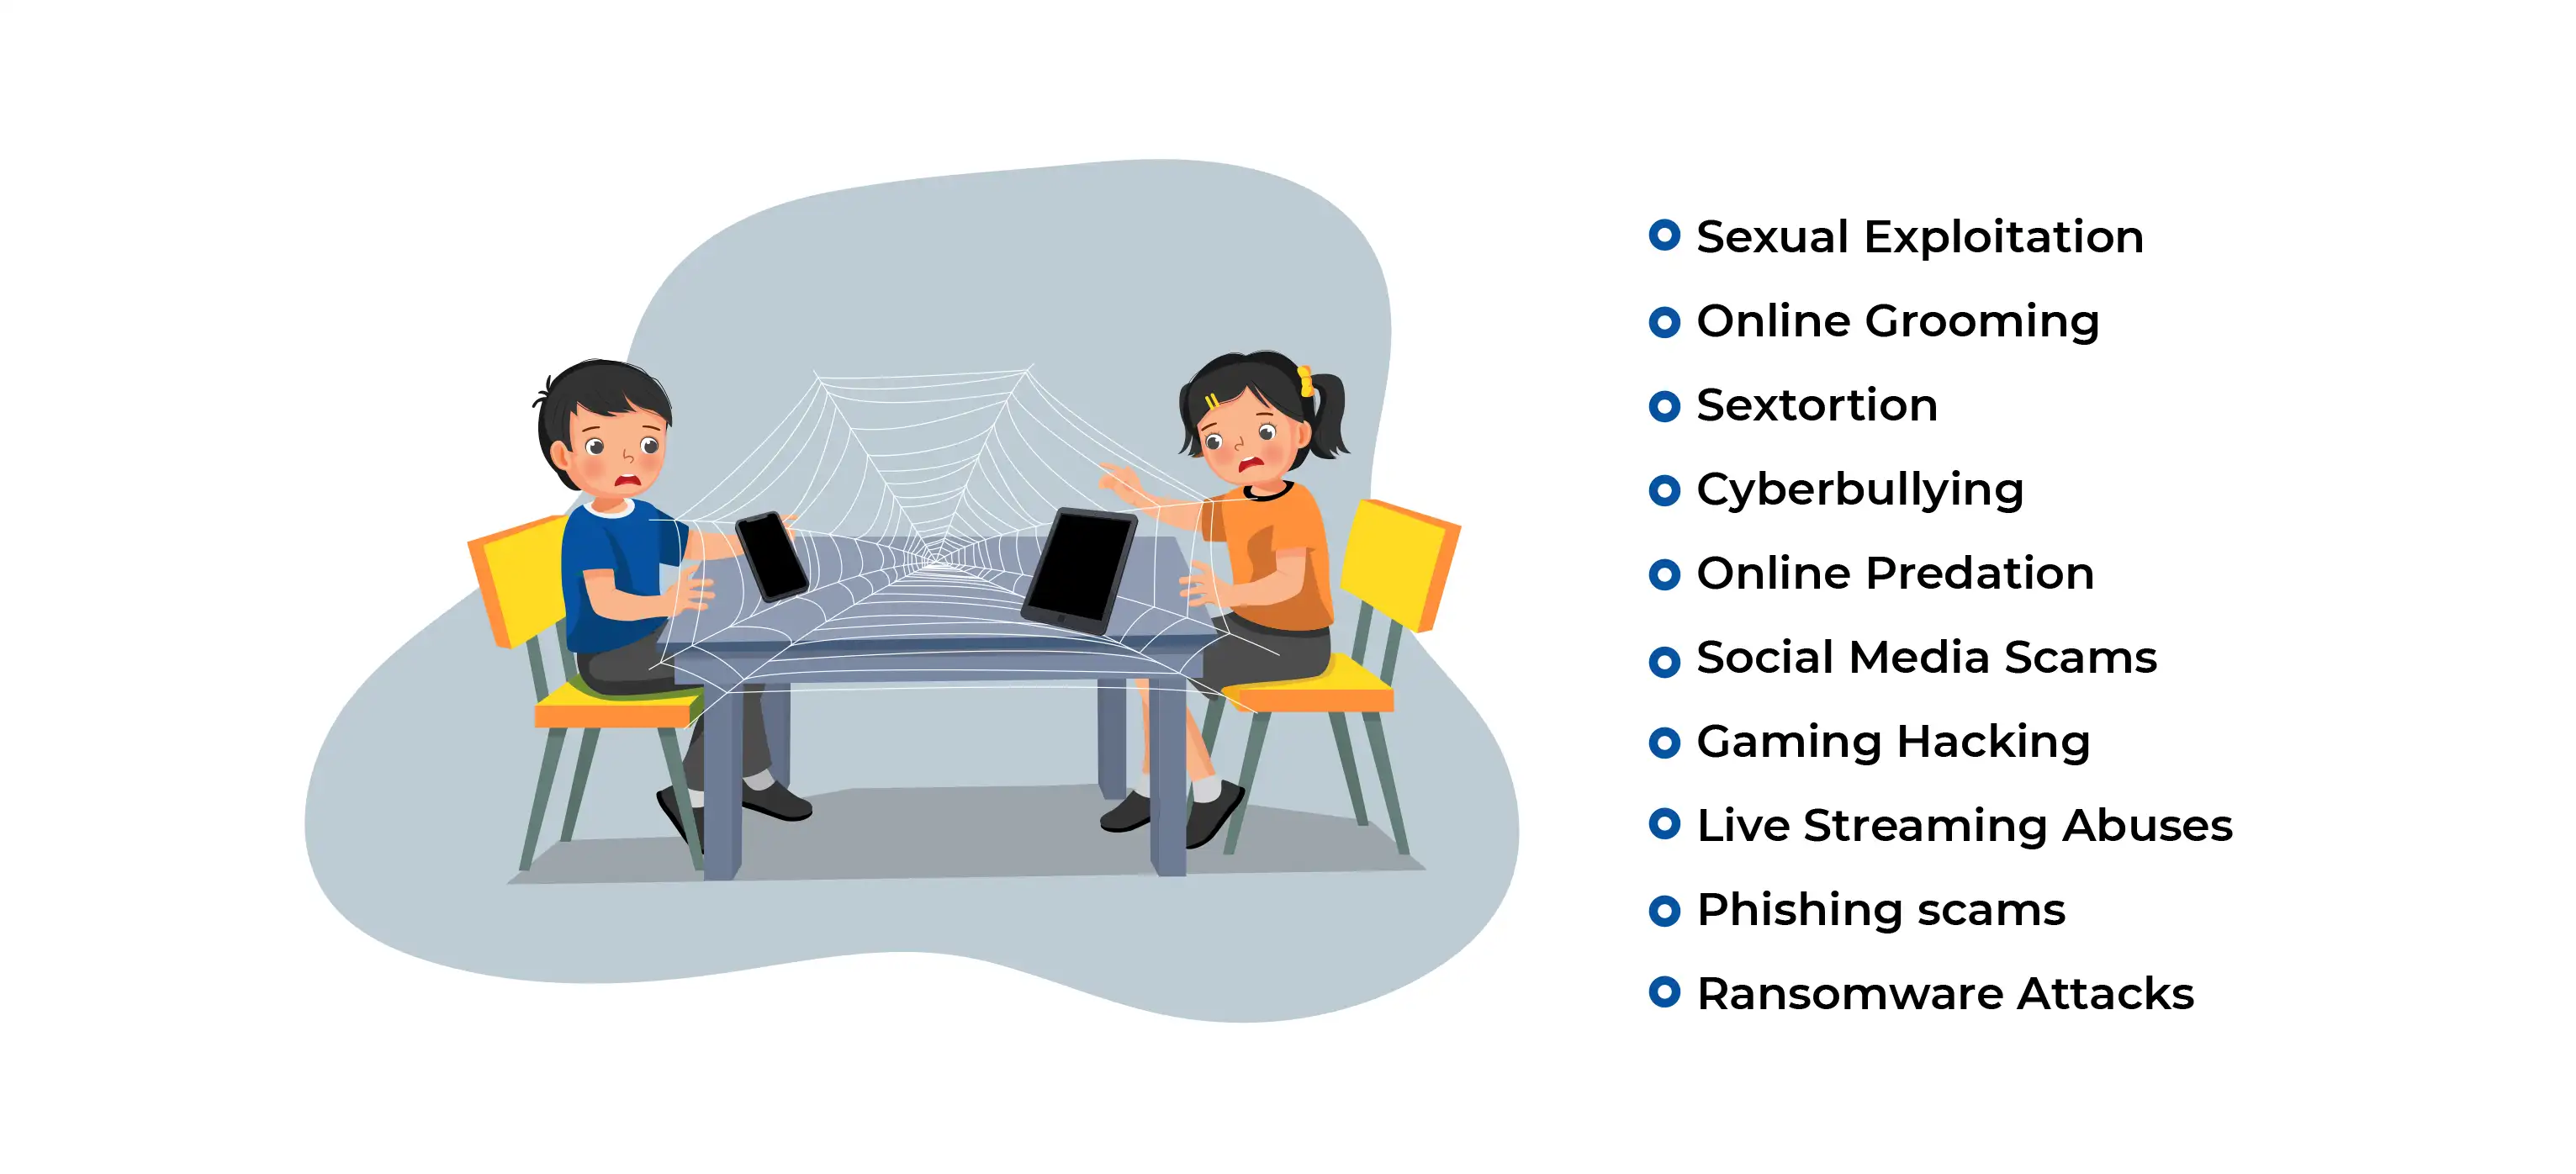 Sexual Exploitation
Online Grooming
Sextortion
Cyberbullying
Online Predation
Social Media Scams
Gaming Hacking
Live Streaming Abuses
Phishing scams
Ransomware Attacks